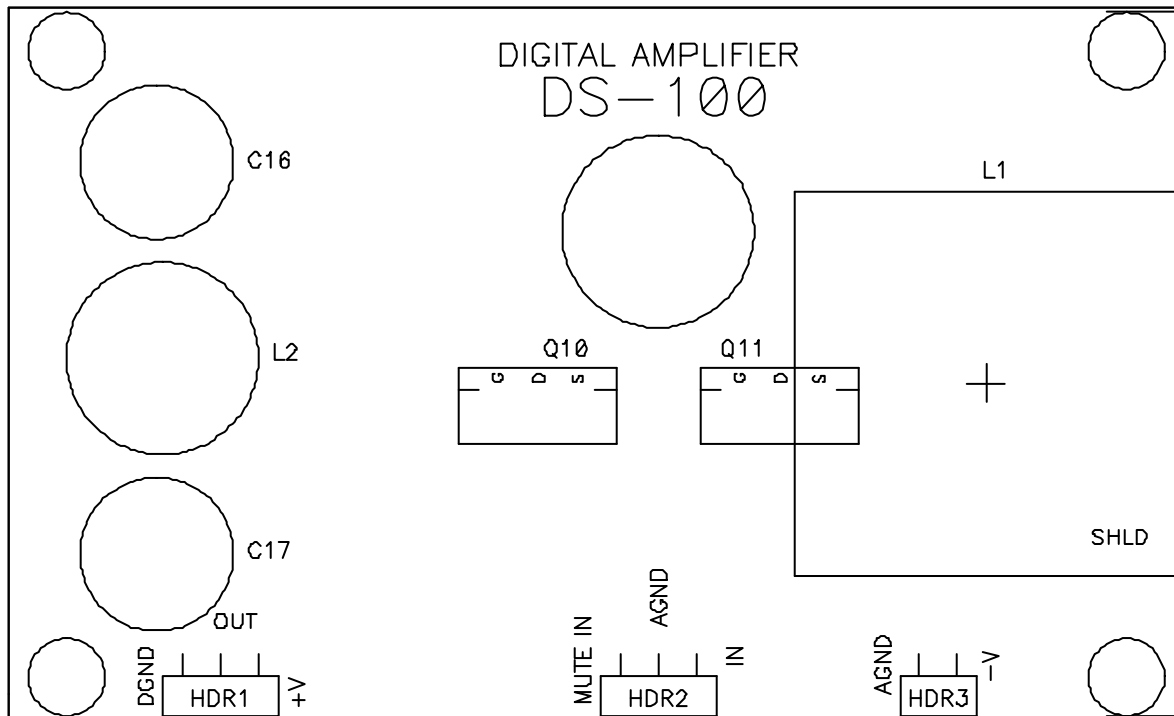 DIGITAL AMPLIFIER
DS-100
C16
L1
L2
Q10
Q11
G D S
G D S
C17
SHLD
OUT
DGND
HDR1
+V
MUTE IN
AGND
IN
HDR2
AGND
HDR3
-V